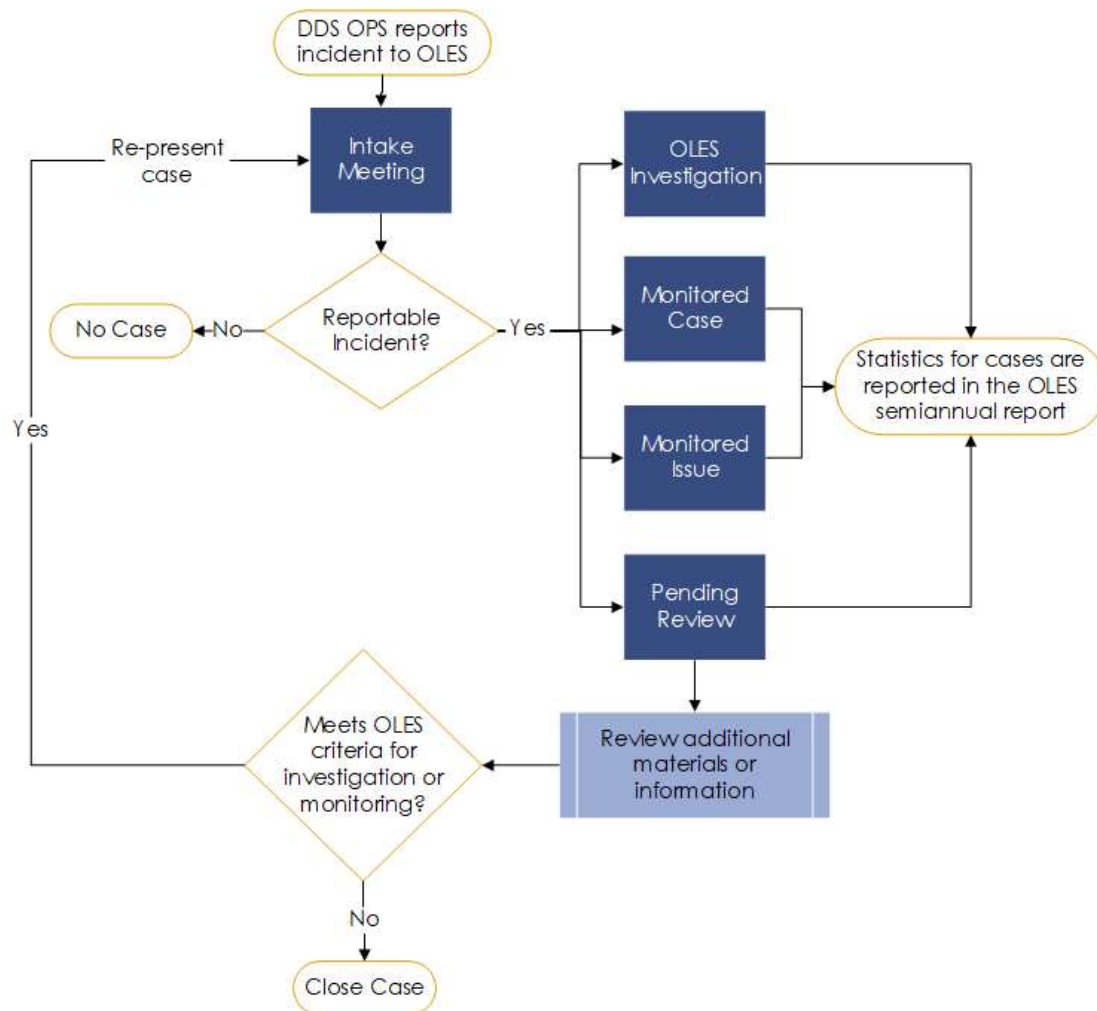 DDS OPS reports
incident to OLES
Re-present
case
Intake
Meeting
OLES
Investigation
Reportable
Incident?
No
No Case
Yes
Monitored
Case
Statistics for cases are
reported in the OLES
semiannual report
Monitored
Issue
Yes
Pending
Review
Meets OLES
criteria for
investigation or
monitoring?
Review additional
materials or
information
No
Close Case